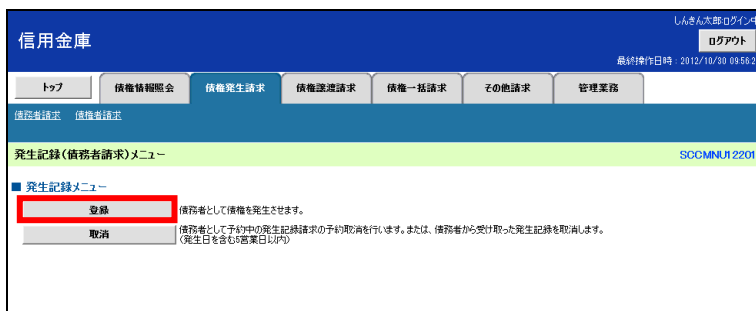 しんきん太郎ログイン中
信用金庫
ログアウト
最終操作日時：2012/10/30 09:56:2
トップ 債権情報照会 債権発生請求 債権譲渡請求 債権一括請求 その他請求 管理業務
債務者請求 債権者請求
発生記録(債務者請求)メニュー SCCMNU12201
■ 発生記録メニュー
登録 債務者として債権を発生させます。
取消 債務者として予約中の発生記録請求の予約取消を行います。または、債務者から受け取った発生記録を取消します。
(発生日を含む5営業日以内)